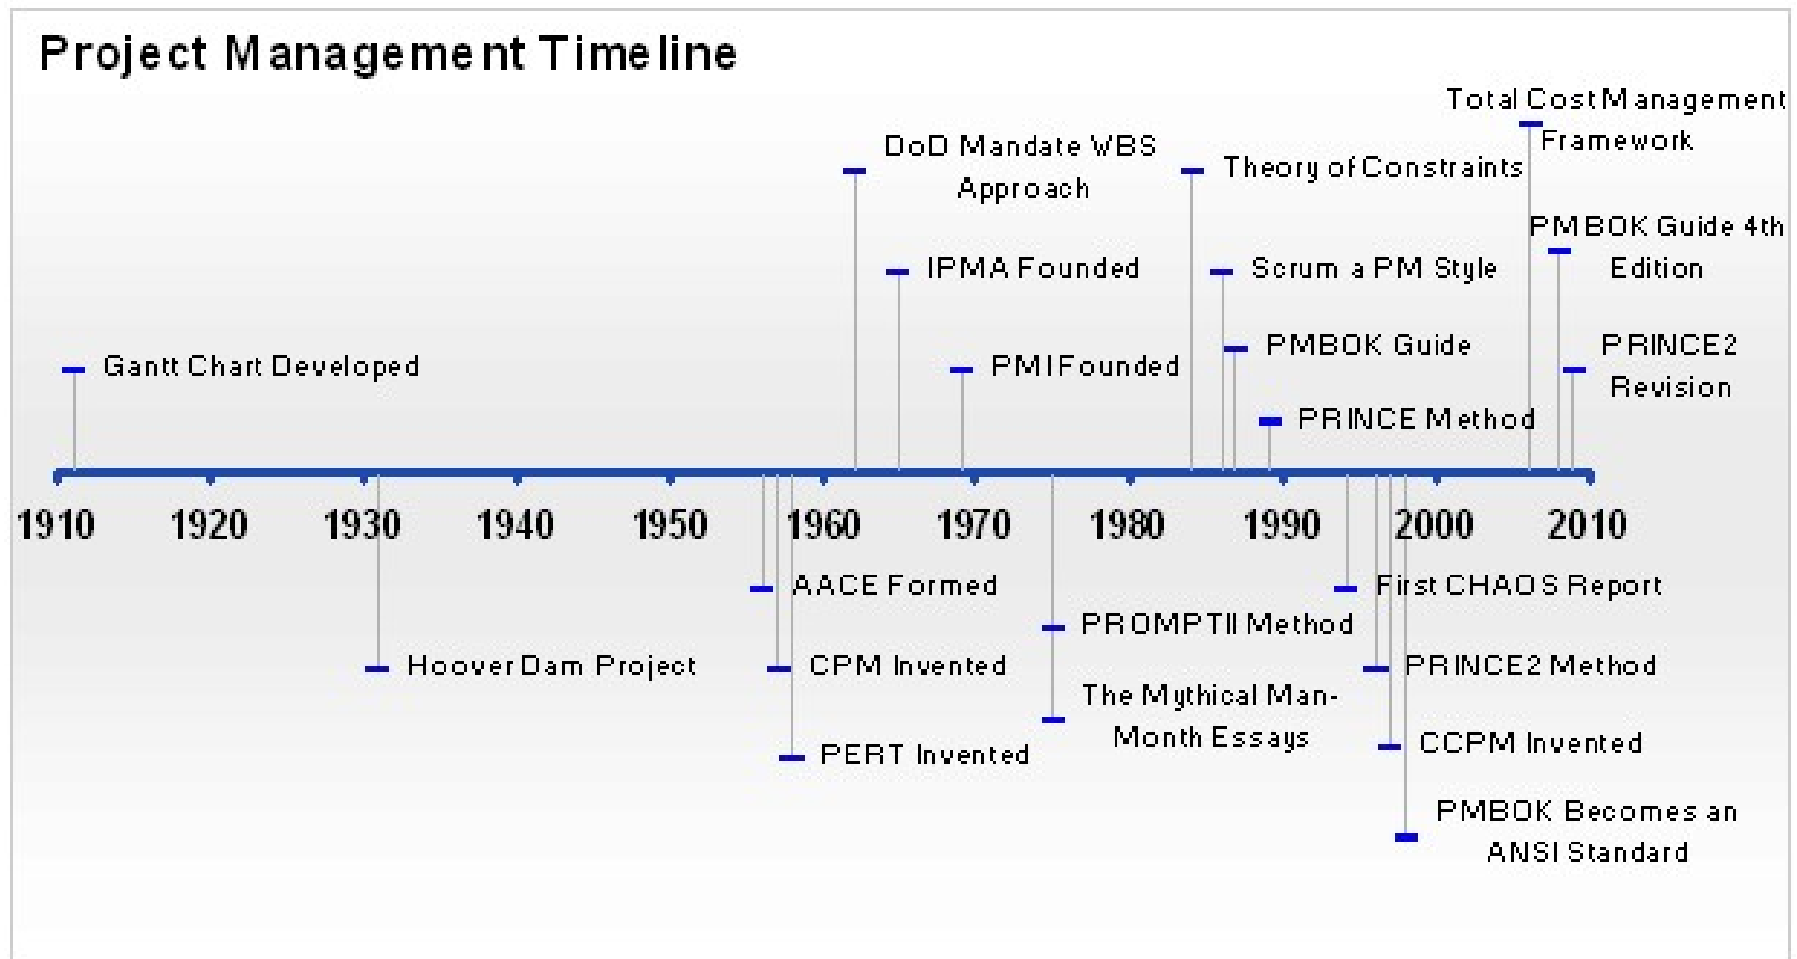 Project Management Timeline
Total Cost Management
Framework
DoD Mandate WBS
Approach
Theory of Constraints
PMBOK Guide 4th
Edition
IPMA Founded
Scrum a PM Style
PRINCE2
Revision
Gantt Chart Developed
PMI Founded
PMBOK Guide
PRINCE Method
1910 1920 1930 1940 1950 1960 1970 1980 1990 2000 2010
AACE Formed
First CHAOS Report
PROMPTII Method
Hoover Dam Project
CPM Invented
PRINCE2 Method
The Mythical Man-
Month Essays
PERT Invented
CCPM Invented
PMBOK Becomes an
ANSI Standard